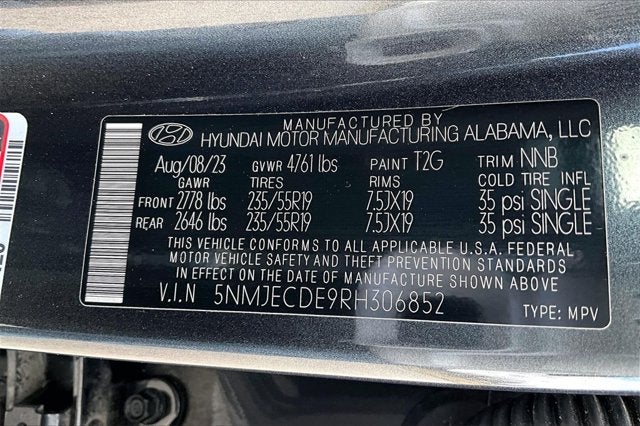 MANUFACTURED BY
HYUNDAI MOTOR MANUFACTURING ALABAMA, LLC
Aug/08/23 GVWR 4761 lbs PAINT T2G TRIM NNB
GAWR TIRES RIMS COLD TIRE INFL
FRONT 2778 lbs 235/55R19 7.5JX19 35 psi SINGLE
REAR 2646 lbs 235/55R19 7.5JX19 35 psi SINGLE
THIS VEHICLE CONFORMS TO ALL APPLICABLE U.S.A. FEDERAL
MOTOR VEHICLE SAFETY AND THEFT PREVENTION STANDARDS
IN EFFECT ON THE DATE OF MANUFACTURE SHOWN ABOVE.
V.I.N 5NMJECDE9RH306852 TYPE: MPV